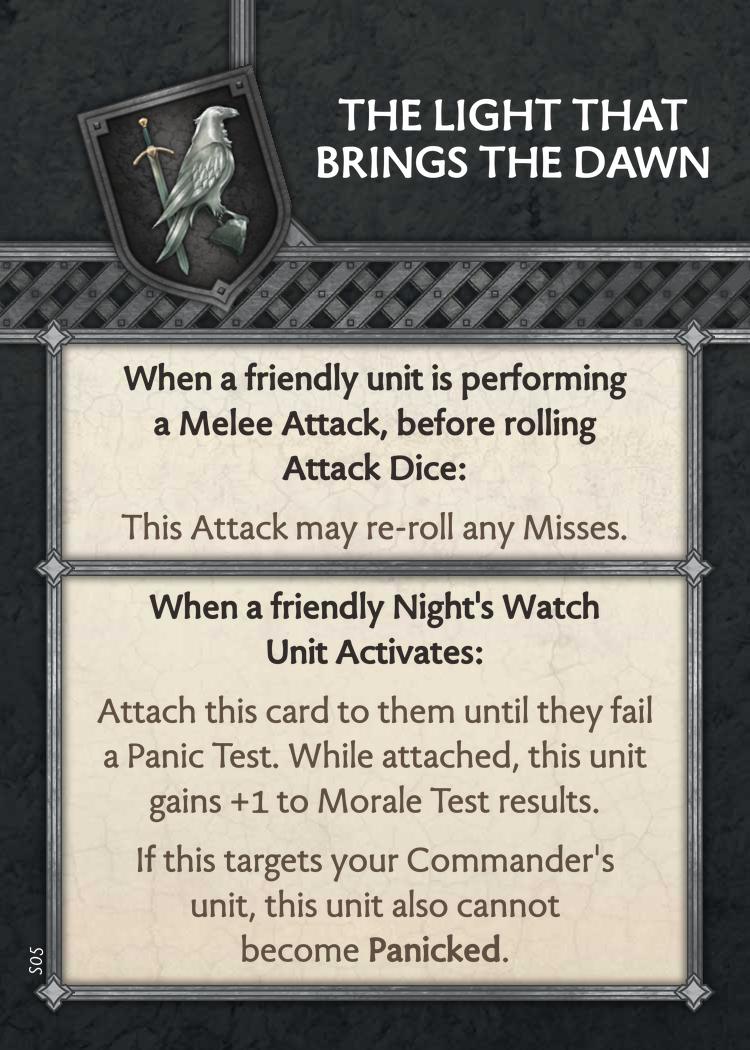 THE LIGHT THAT
BRINGS THE DAWN
When a friendly unit is performing
a Melee Attack, before rolling
Attack Dice:
This Attack may re-roll any Misses.
When a friendly Night's Watch
Unit Activates:
Attach this card to them until they fail
a Panic Test. While attached, this unit
gains +1 to Morale Test results.
If this targets your Commander's
unit, this unit also cannot
become Panicked.
S05